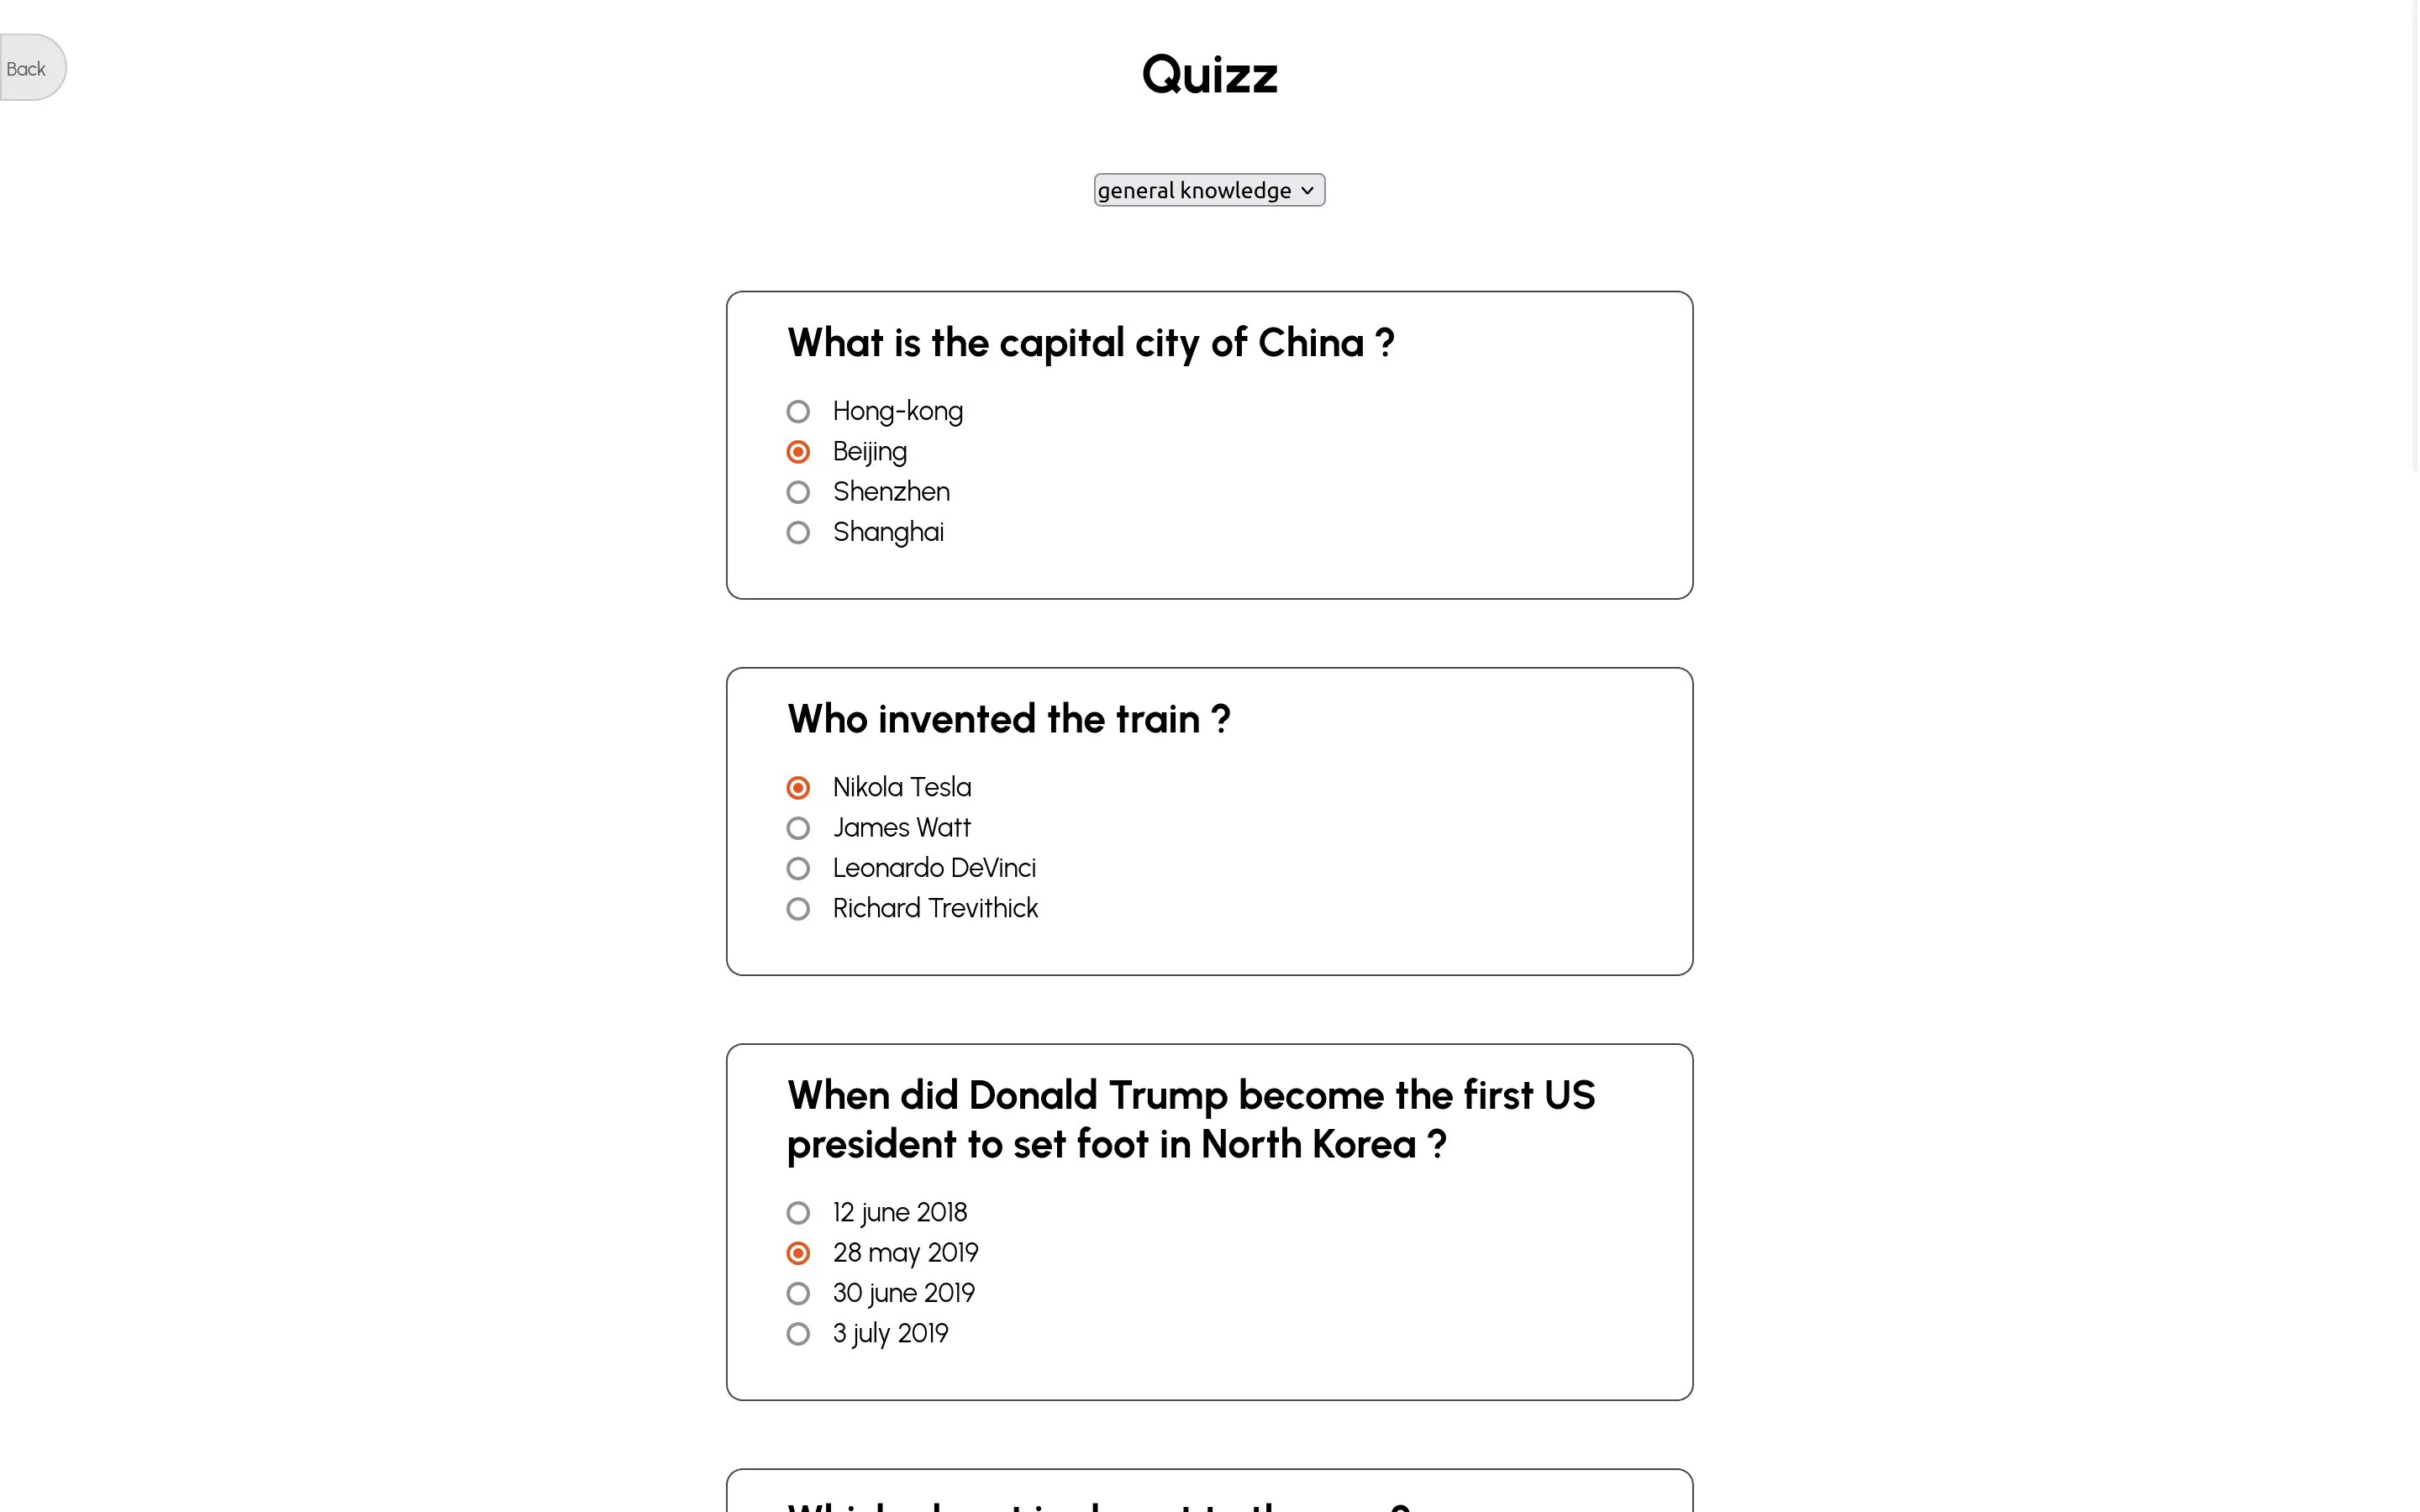 Back
Quizz
general knowledge
What is the capital city of China ?
Hong-kong
Beijing
Shenzhen
Shanghai
Who invented the train ?
Nikola Tesla
James Watt
Leonardo DeVinci
Richard Trevithick
When did Donald Trump become the first US
president to set foot in North Korea ?
12 june 2018
28 may 2019
30 june 2019
3 july 2019